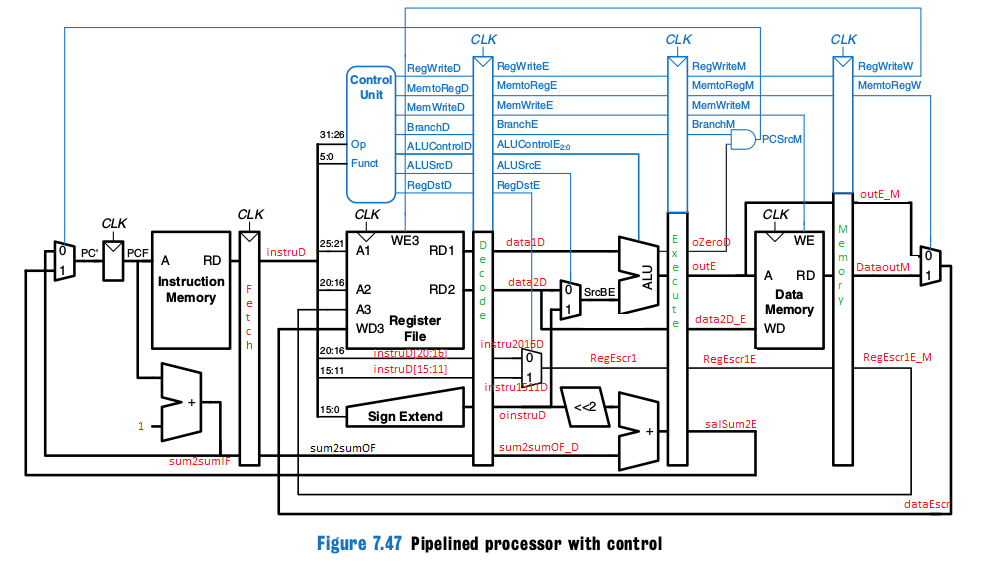 CLK CLK CLK
Control Unit
RegWriteD RegWriteE RegWriteM RegWriteW
MemtoRegD MemtoRegE MemtoRegM MemtoRegW
MemWriteD MemWriteE MemWriteM
BranchD BranchE BranchM
31:26 Op ALUControlD ALUControlE2:0 PCSrcM
5:0 Funct ALUSrcD ALUSrcE
RegDstD RegDstE
outE_M
CLK CLK CLK CLK
0 1 PC' PCF A RD instruD 25:21 A1 WE3 RD1 data1D oZeroD WE 0 1
Instruction Memory
Fetch
Decode
Execute
Memory
ALU
20:16 A2 RD2 data2D 0 1 SrcBE outE A RD DataoutM
A3
WD3
Register File
Data Memory
WD
data2D_E
20:16 instruD[20:16] instru2016D 0 RegEscr1 RegEscr1E RegEscr1E_M
15:11 instruD[15:11] 1
instru1511D
15:0 Sign Extend oinstruD <<2
+ +
1
salSum2E
sum2sum1F sum2sumOF sum2sumOF_D
dataEscr
Figure 7.47 Pipelined processor with control